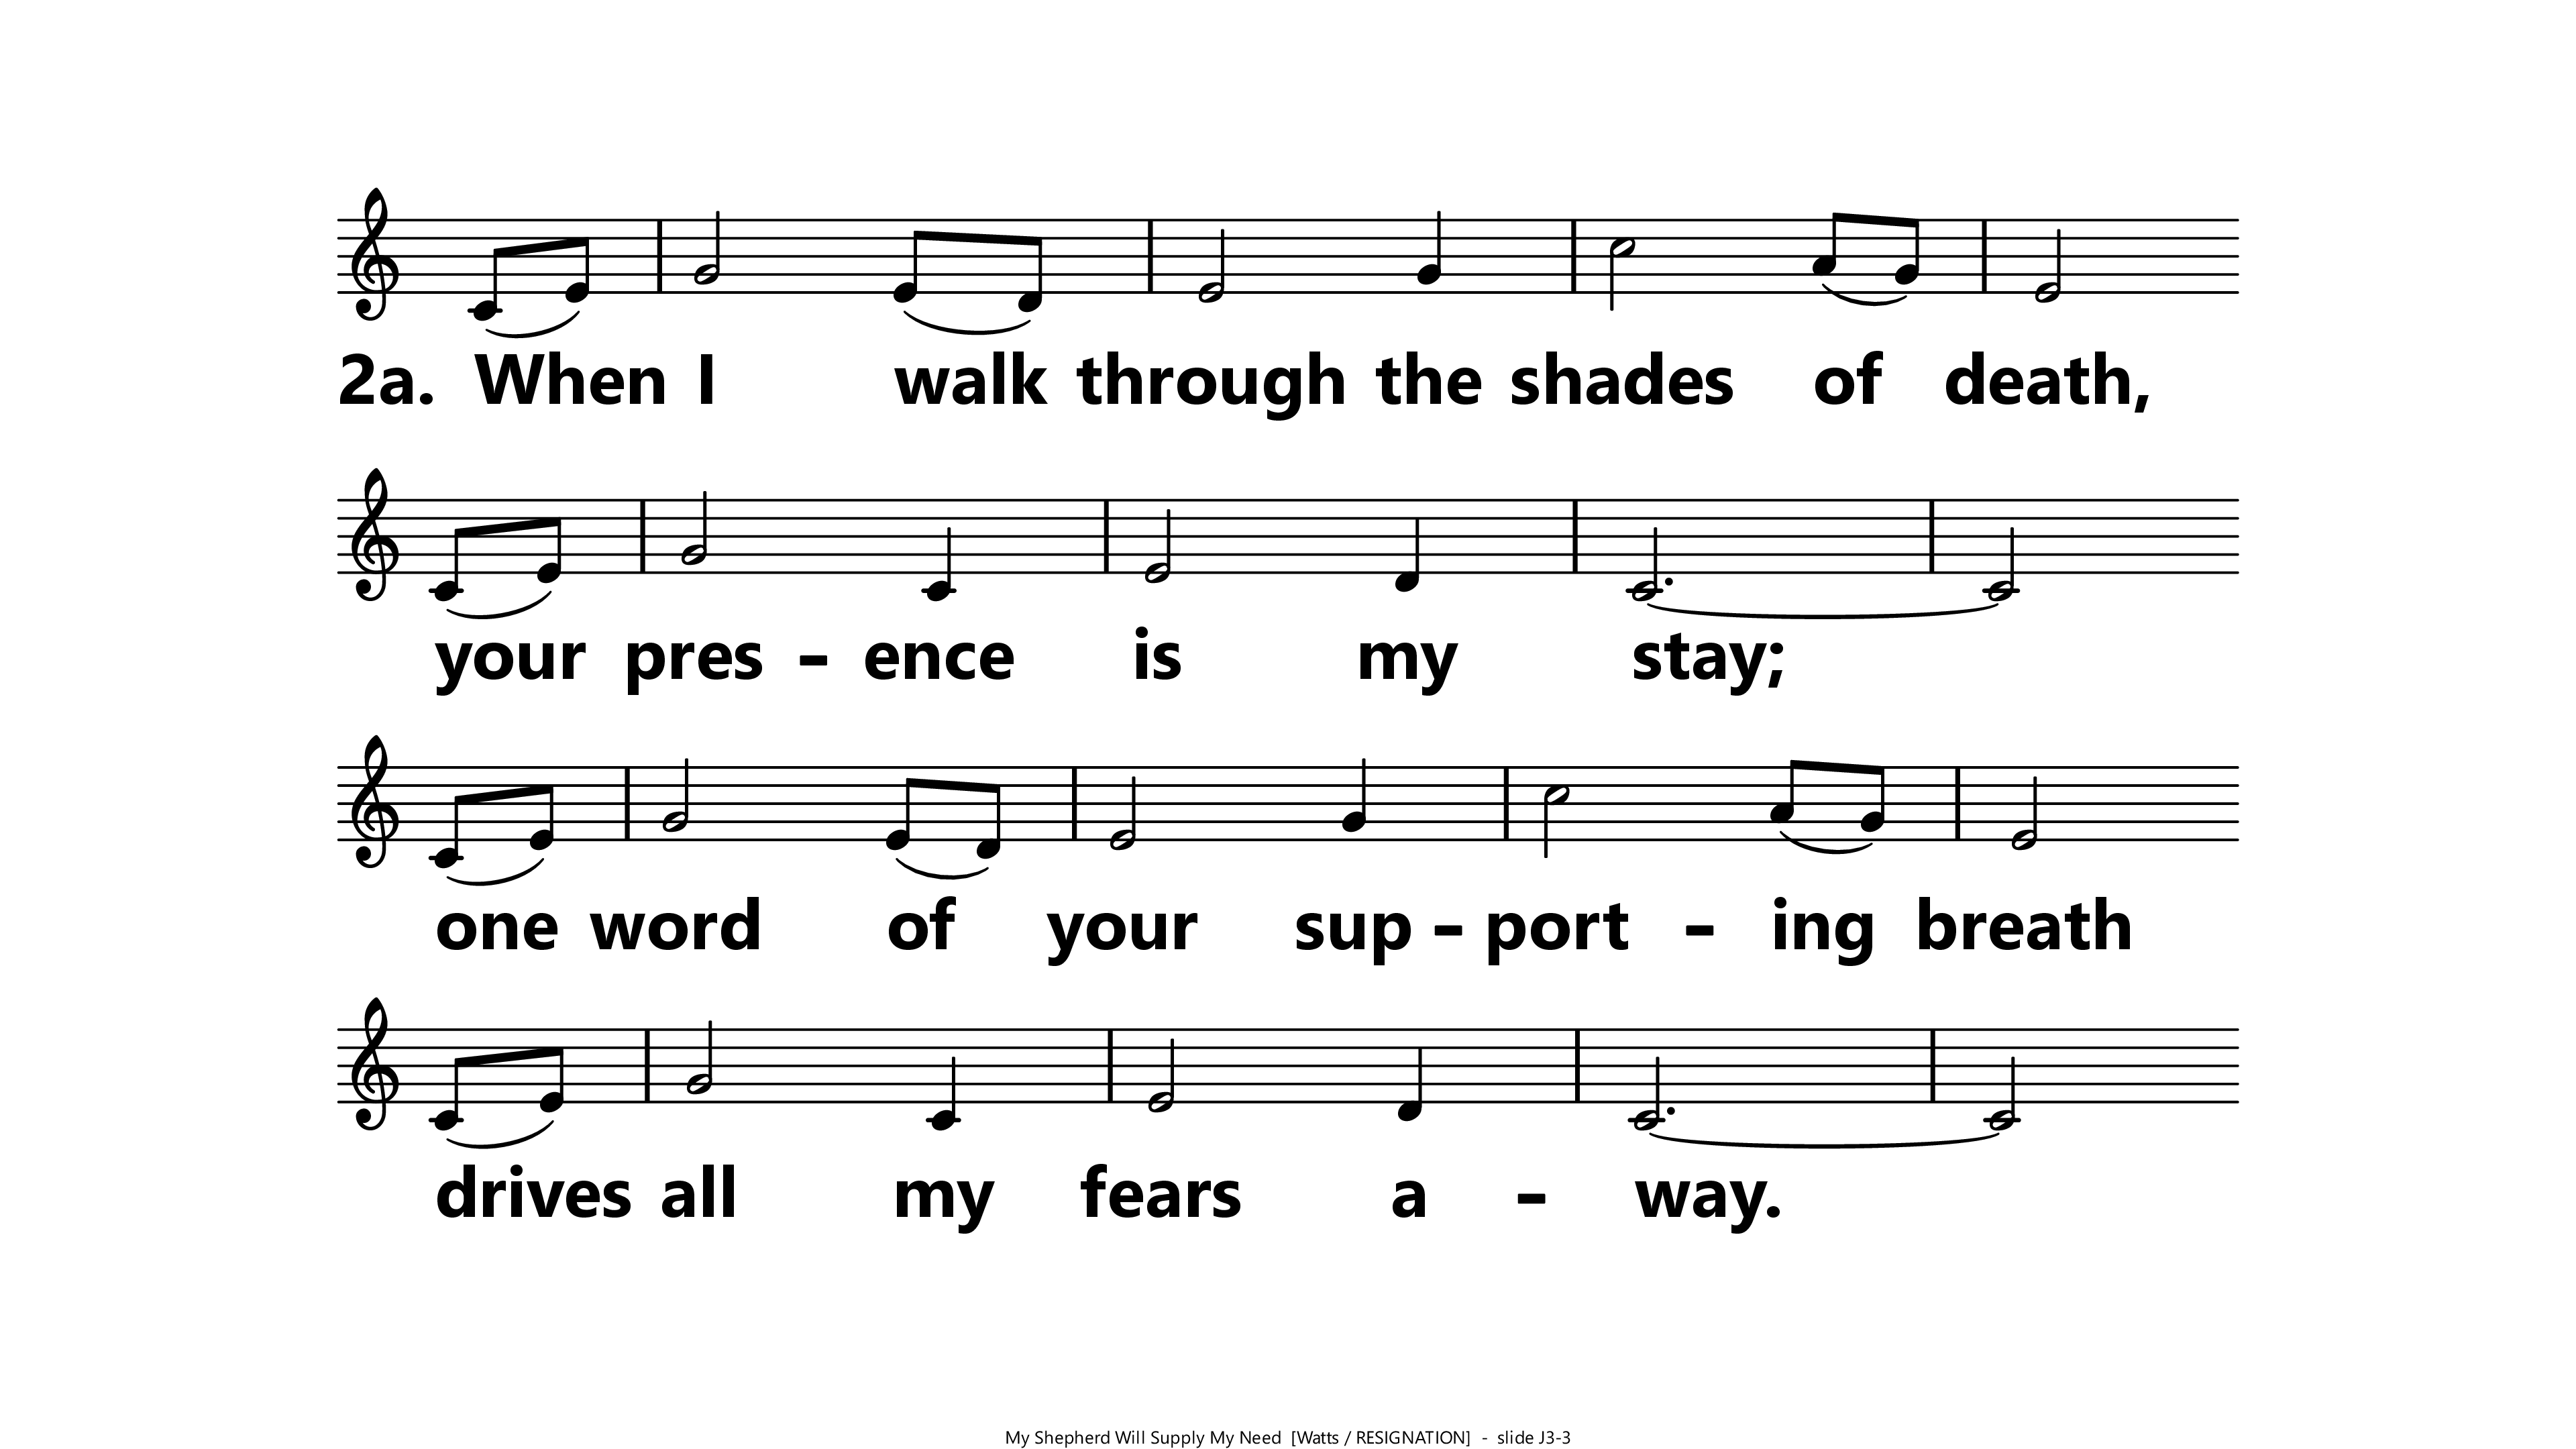 2a. When I walk through the shades of death,
your pres - ence is my stay;
one word of your sup - port - ing breath
drives all my fears a - way.
My Shepherd Will Supply My Need [Watts / RESIGNATION] - slide J3-3